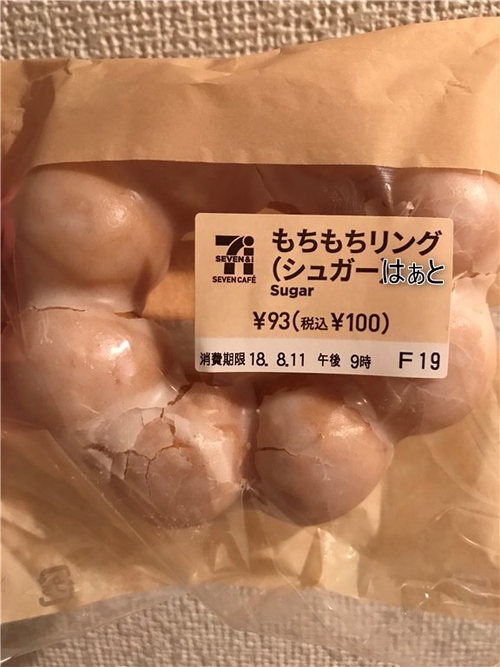 SEVEN & i
SEVEN CAFÉ
もちもちリング
(シュガー はぁと
Sugar
¥93(税込¥100)
消費期限 18. 8.11 午後 9時 F19